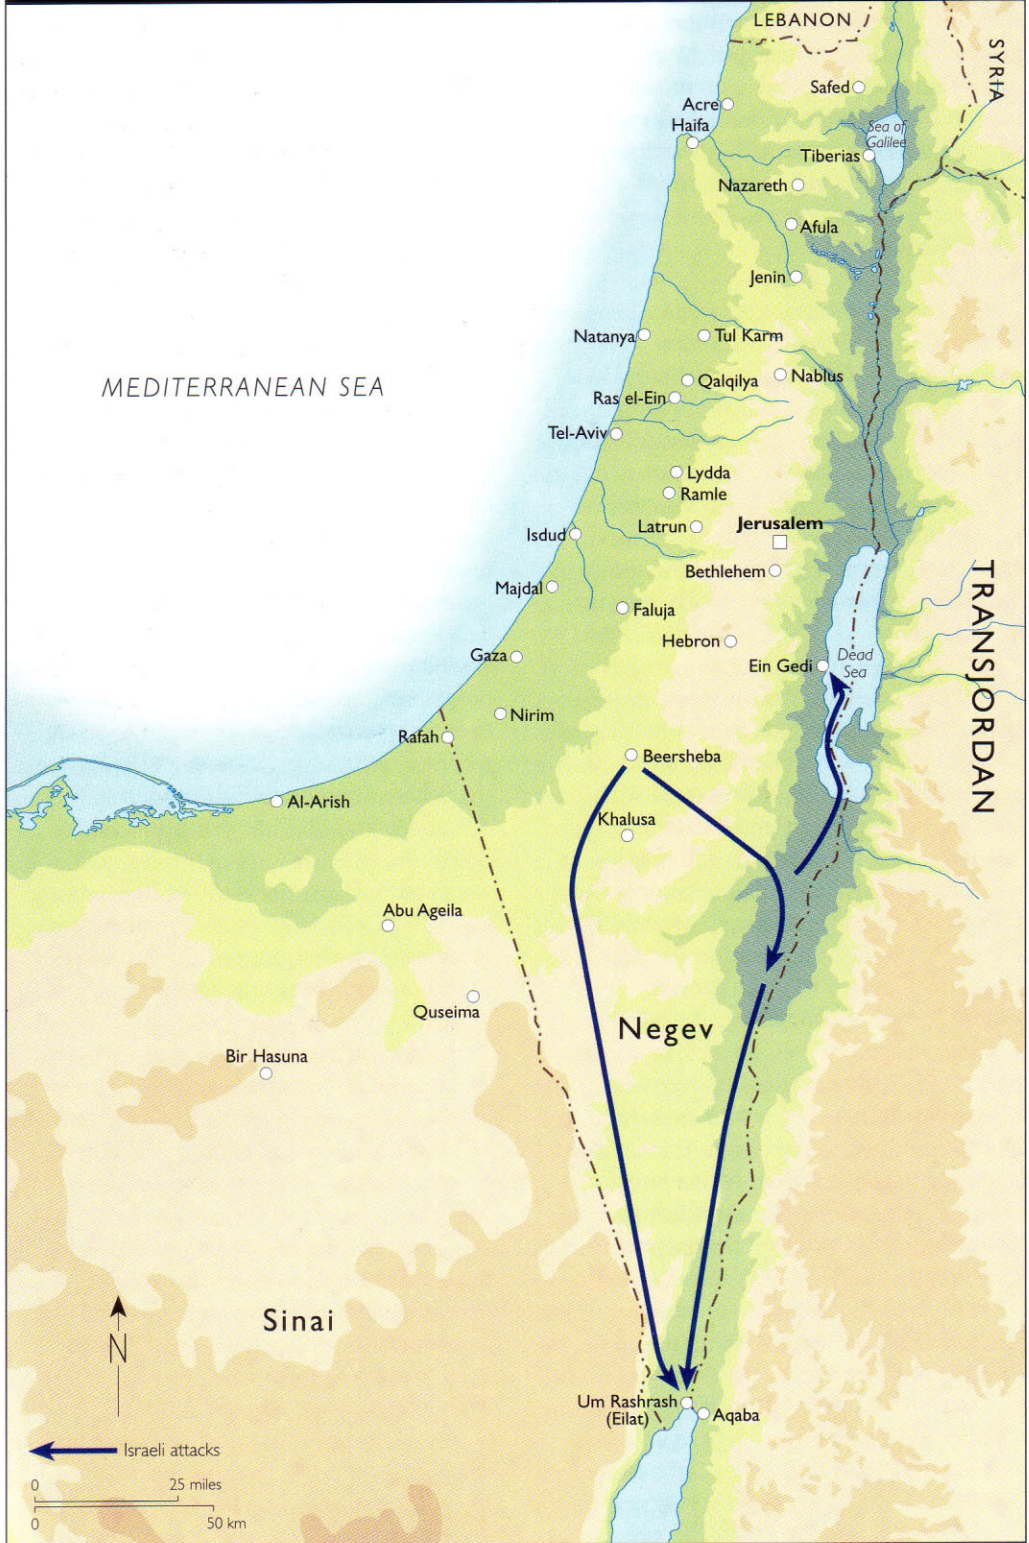 LEBANON
SYRIA
Safed
Acre
Haifa
Sea of
Galilee
Tiberias
Nazareth
Afula
Jenin
Natanya
Tul Karm
MEDITERRANEAN SEA
Qalqilya
Nablus
Ras el-Ein
Tel-Aviv
Lydda
Ramle
Latrun
Jerusalem
Isdud
Bethlehem
TRANSJORDAN
Majdal
Faluja
Hebron
Gaza
Ein Gedi
Dead
Sea
Nirim
Rafah
Beersheba
Al-Arish
Khalusa
Abu Ageila
Quseima
Negev
Bir Hasuna
Sinai
N
Um Rashrash
(Eilat)
Aqaba
Israeli attacks
0 25 miles
0 50 km